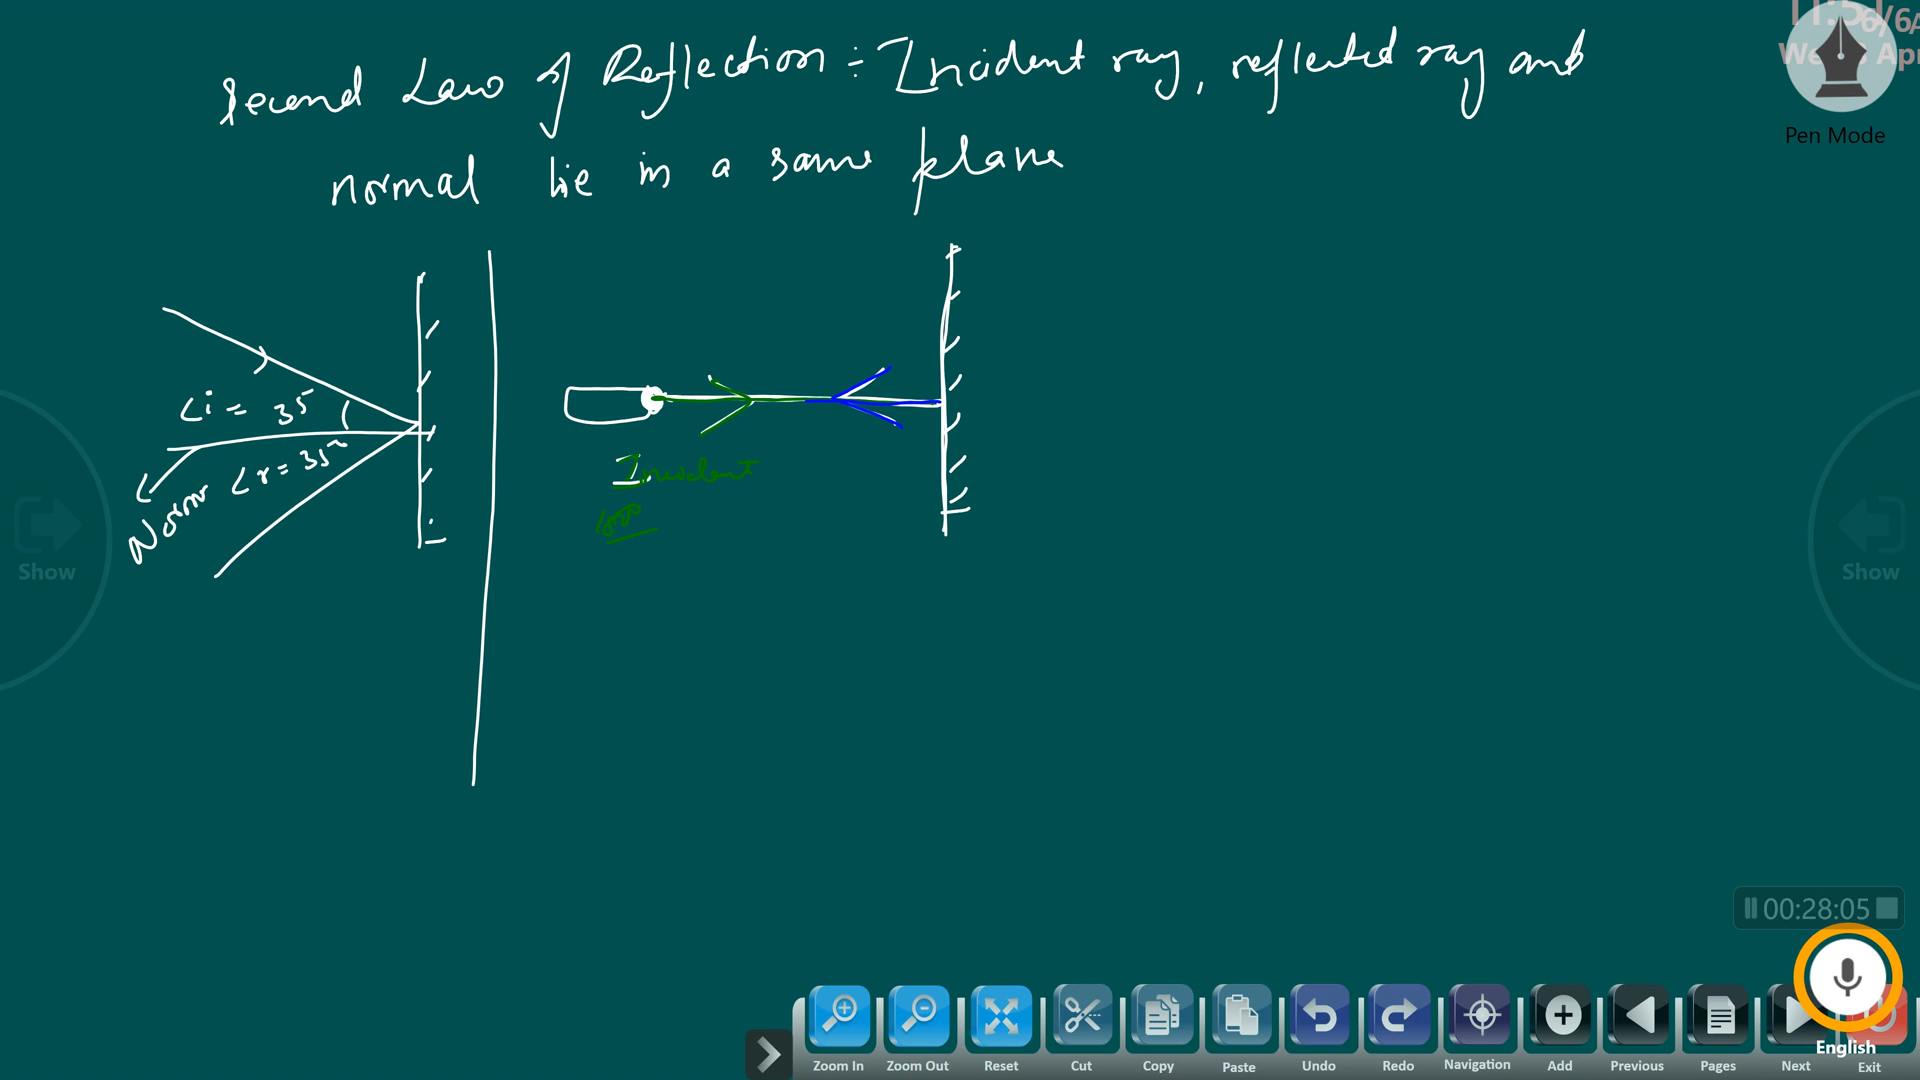 Second Law of Reflection ÷ Incident ray, reflected ray and
normal lie in a same plane
∠i = 35°
∠r = 35°
Normal
Incident
Pen Mode
Show
Show
00:28:05
English
Zoom In
Zoom Out
Reset
Cut
Copy
Paste
Undo
Redo
Navigation
Add
Previous
Pages
Next
Exit